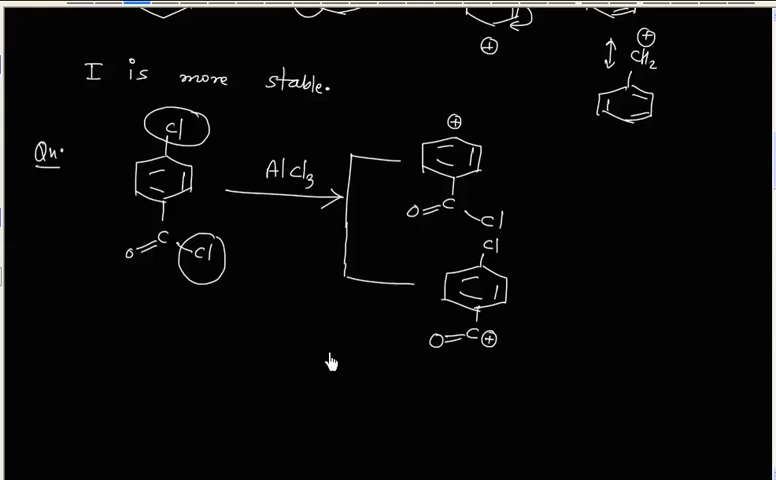 ⊕
⊕
CH2
I is more stable.
Qn.
Cl
AlCl3
⊕
O=C
Cl
O=C
Cl
Cl
O=C⊕